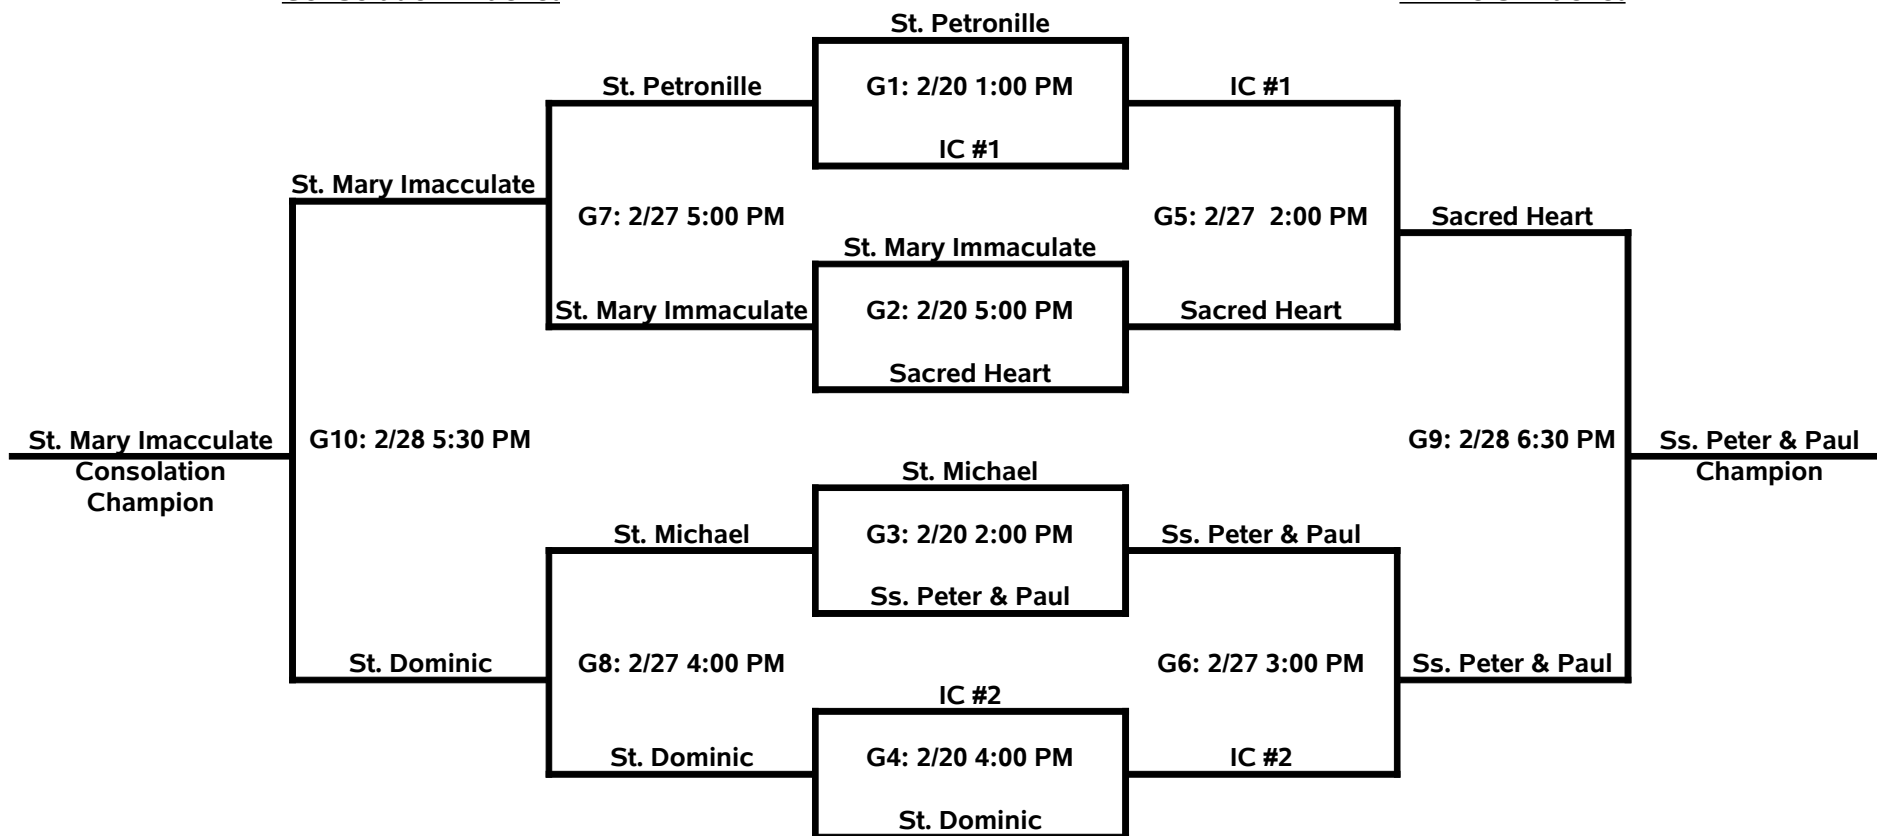 St. Petronille
St. Petronille
G1: 2/20 1:00 PM
IC #1
IC #1
St. Mary Imacculate
G7: 2/27 5:00 PM
G5: 2/27 2:00 PM
Sacred Heart
St. Mary Immaculate
St. Mary Immaculate
G2: 2/20 5:00 PM
Sacred Heart
Sacred Heart
St. Mary Imacculate
G10: 2/28 5:30 PM
G9: 2/28 6:30 PM
Ss. Peter & Paul
Consolation
Champion
Champion
St. Michael
St. Michael
G3: 2/20 2:00 PM
Ss. Peter & Paul
Ss. Peter & Paul
St. Dominic
G8: 2/27 4:00 PM
G6: 2/27 3:00 PM
Ss. Peter & Paul
IC #2
St. Dominic
G4: 2/20 4:00 PM
IC #2
St. Dominic